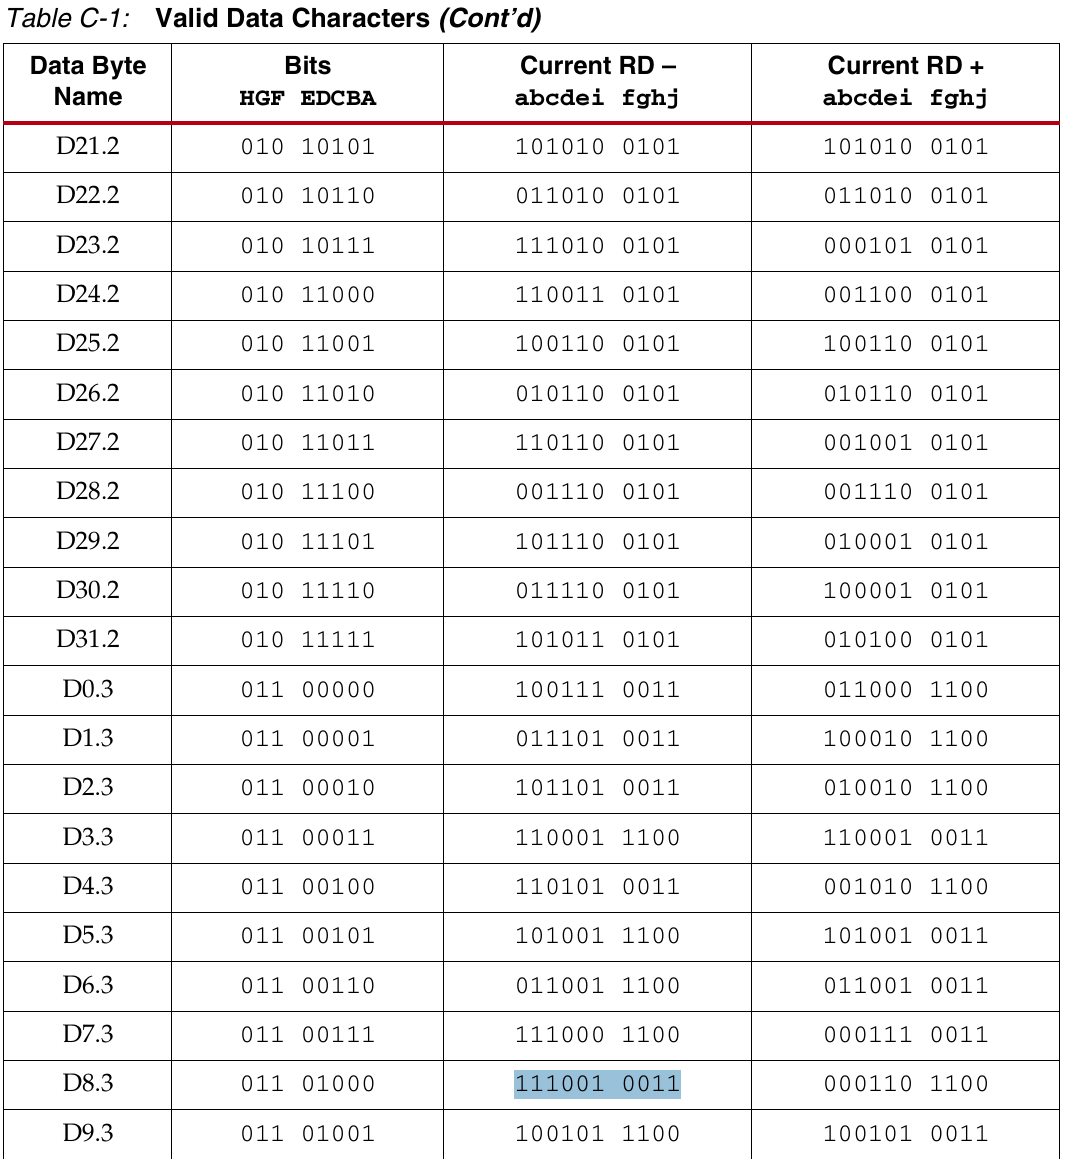 Table C-1: Valid Data Characters (Cont'd)
Data Byte Name Bits HGF EDCBA Current RD – abcdei fghj Current RD + abcdei fghj
D21.2 010 10101 101010 0101 101010 0101
D22.2 010 10110 011010 0101 011010 0101
D23.2 010 10111 111010 0101 000101 0101
D24.2 010 11000 110011 0101 001100 0101
D25.2 010 11001 100110 0101 100110 0101
D26.2 010 11010 010110 0101 010110 0101
D27.2 010 11011 110110 0101 001001 0101
D28.2 010 11100 001110 0101 001110 0101
D29.2 010 11101 101110 0101 010001 0101
D30.2 010 11110 011110 0101 100001 0101
D31.2 010 11111 101011 0101 010100 0101
D0.3 011 00000 100111 0011 011000 1100
D1.3 011 00001 011101 0011 100010 1100
D2.3 011 00010 101101 0011 010010 1100
D3.3 011 00011 110001 1100 110001 0011
D4.3 011 00100 110101 0011 001010 1100
D5.3 011 00101 101001 1100 101001 0011
D6.3 011 00110 011001 1100 011001 0011
D7.3 011 00111 111000 1100 000111 0011
D8.3 011 01000 111001 0011 000110 1100
D9.3 011 01001 100101 1100 100101 0011